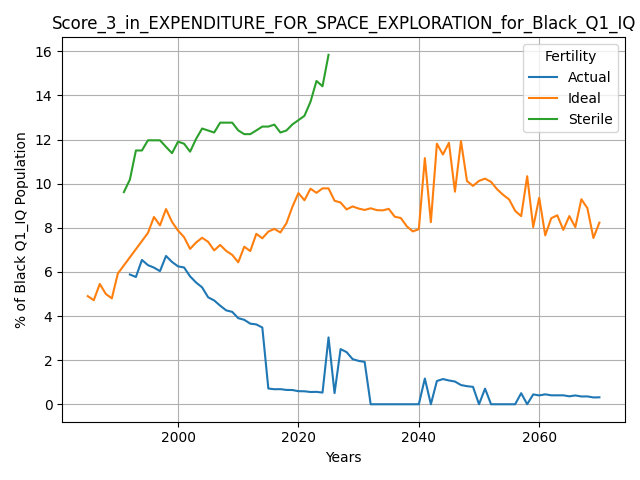 Score_3_in_EXPENDITURE_FOR_SPACE_EXPLORATION_for_Black_Q1_IQ
Fertility
Actual
Ideal
Sterile
% of Black Q1_IQ Population
16
14
12
10
8
6
4
2
0
2000 2020 2040 2060
Years